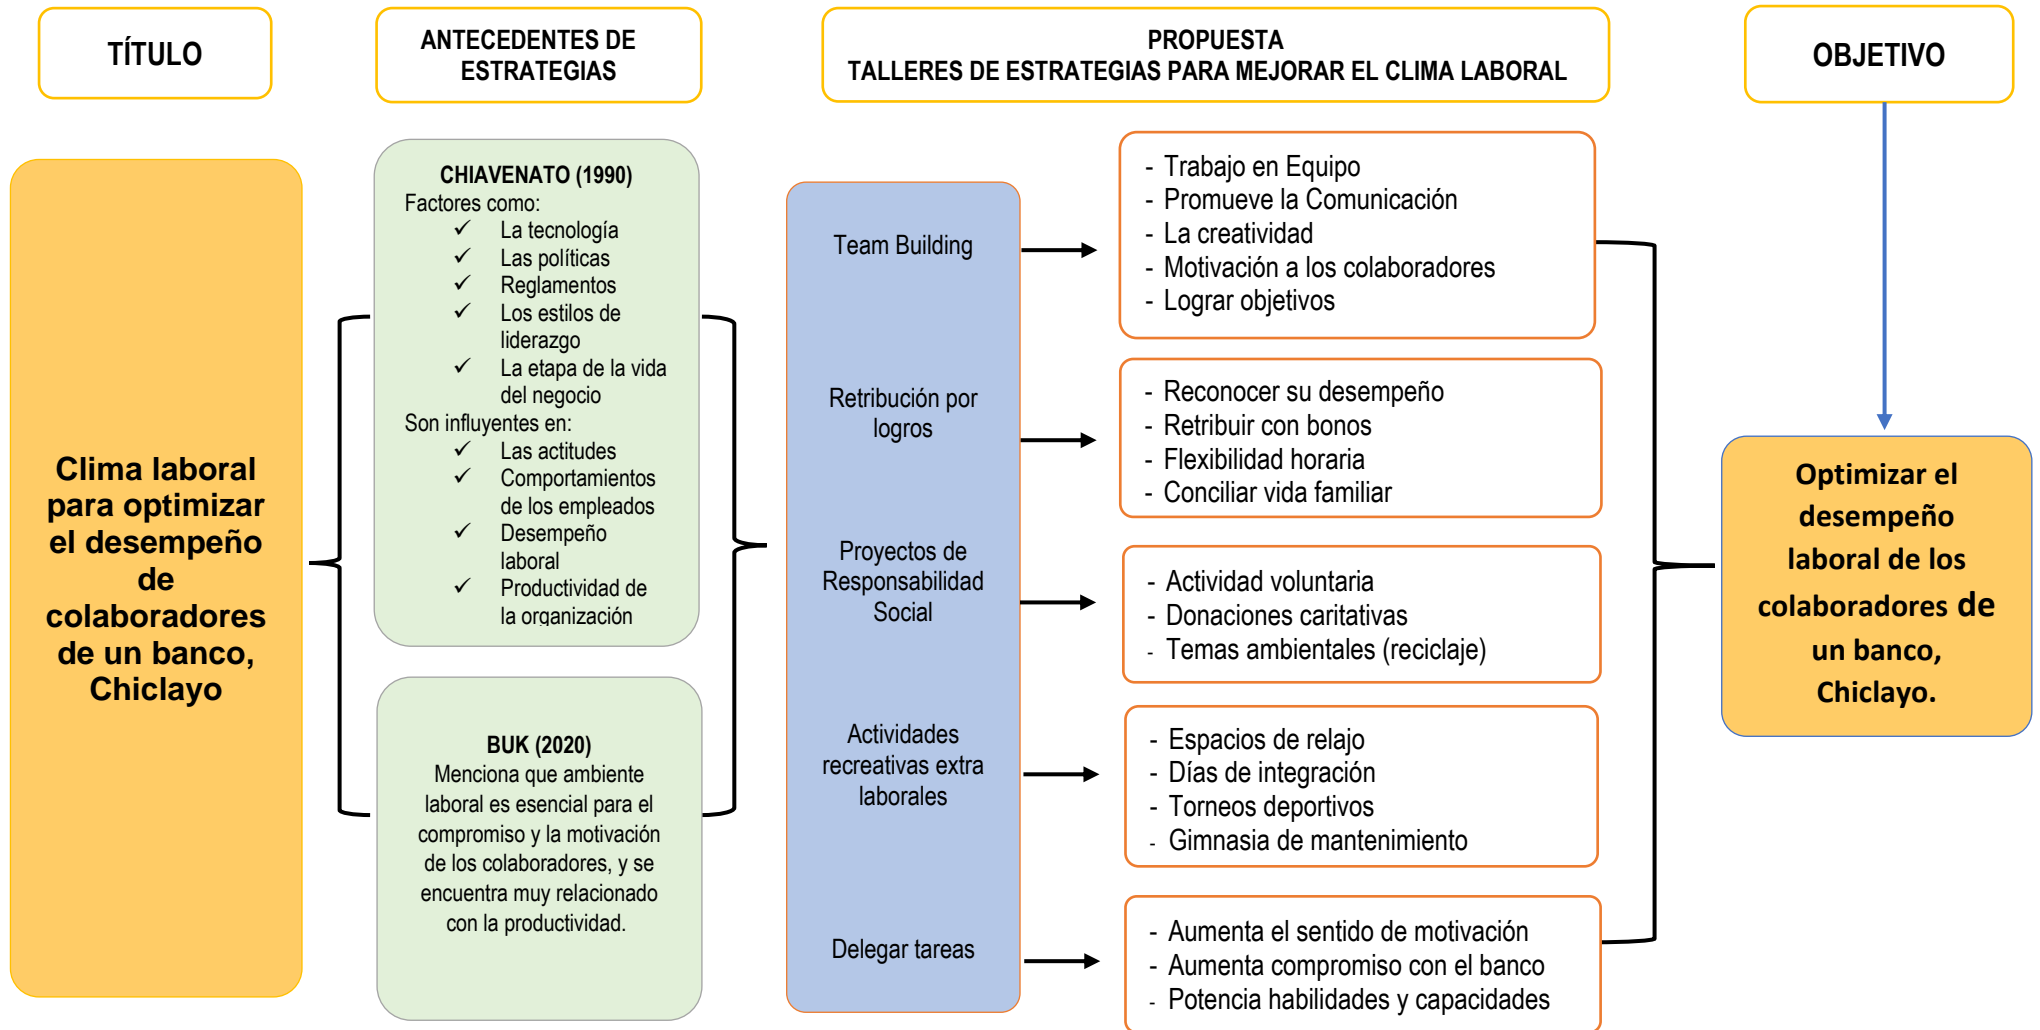 TÍTULO
ANTECEDENTES DE
ESTRATEGIAS
PROPUESTA
TALLERES DE ESTRATEGIAS PARA MEJORAR EL CLIMA LABORAL
OBJETIVO
Clima laboral
para optimizar
el desempeño
de
colaboradores
de un banco,
Chiclayo
CHIAVENATO (1990)
Factores como:
✓ La tecnología
✓ Las políticas
✓ Reglamentos
✓ Los estilos de
liderazgo
✓ La etapa de la vida
del negocio
Son influyentes en:
✓ Las actitudes
✓ Comportamientos
de los empleados
✓ Desempeño
laboral
✓ Productividad de
la organización
BUK (2020)
Menciona que ambiente
laboral es esencial para el
compromiso y la motivación
de los colaboradores, y se
encuentra muy relacionado
con la productividad.
Team Building
- Trabajo en Equipo
- Promueve la Comunicación
- La creatividad
- Motivación a los colaboradores
- Lograr objetivos
Retribución por
logros
- Reconocer su desempeño
- Retribuir con bonos
- Flexibilidad horaria
- Conciliar vida familiar
Proyectos de
Responsabilidad
Social
- Actividad voluntaria
- Donaciones caritativas
- Temas ambientales (reciclaje)
Actividades
recreativas extra
laborales
- Espacios de relajo
- Días de integración
- Torneos deportivos
- Gimnasia de mantenimiento
Delegar tareas
- Aumenta el sentido de motivación
- Aumenta compromiso con el banco
- Potencia habilidades y capacidades
Optimizar el
desempeño
laboral de los
colaboradores de
un banco,
Chiclayo.